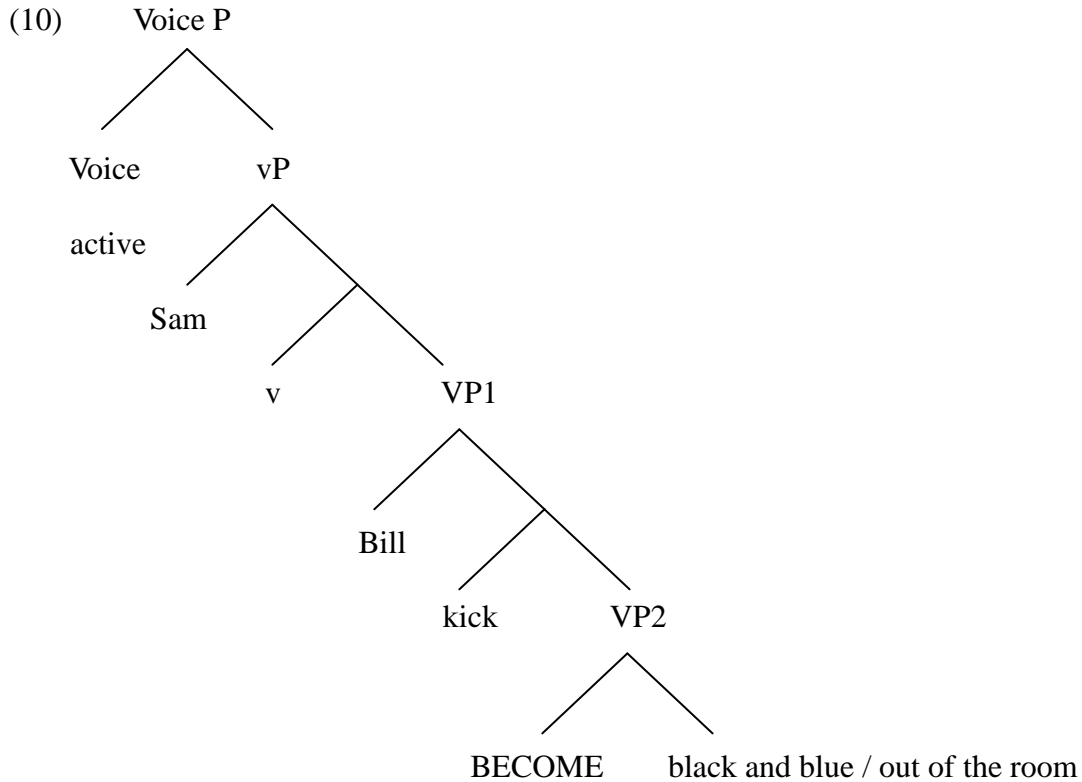 (10) Voice P
Voice vP
active
Sam
v VP1
Bill
kick VP2
BECOME black and blue / out of the room